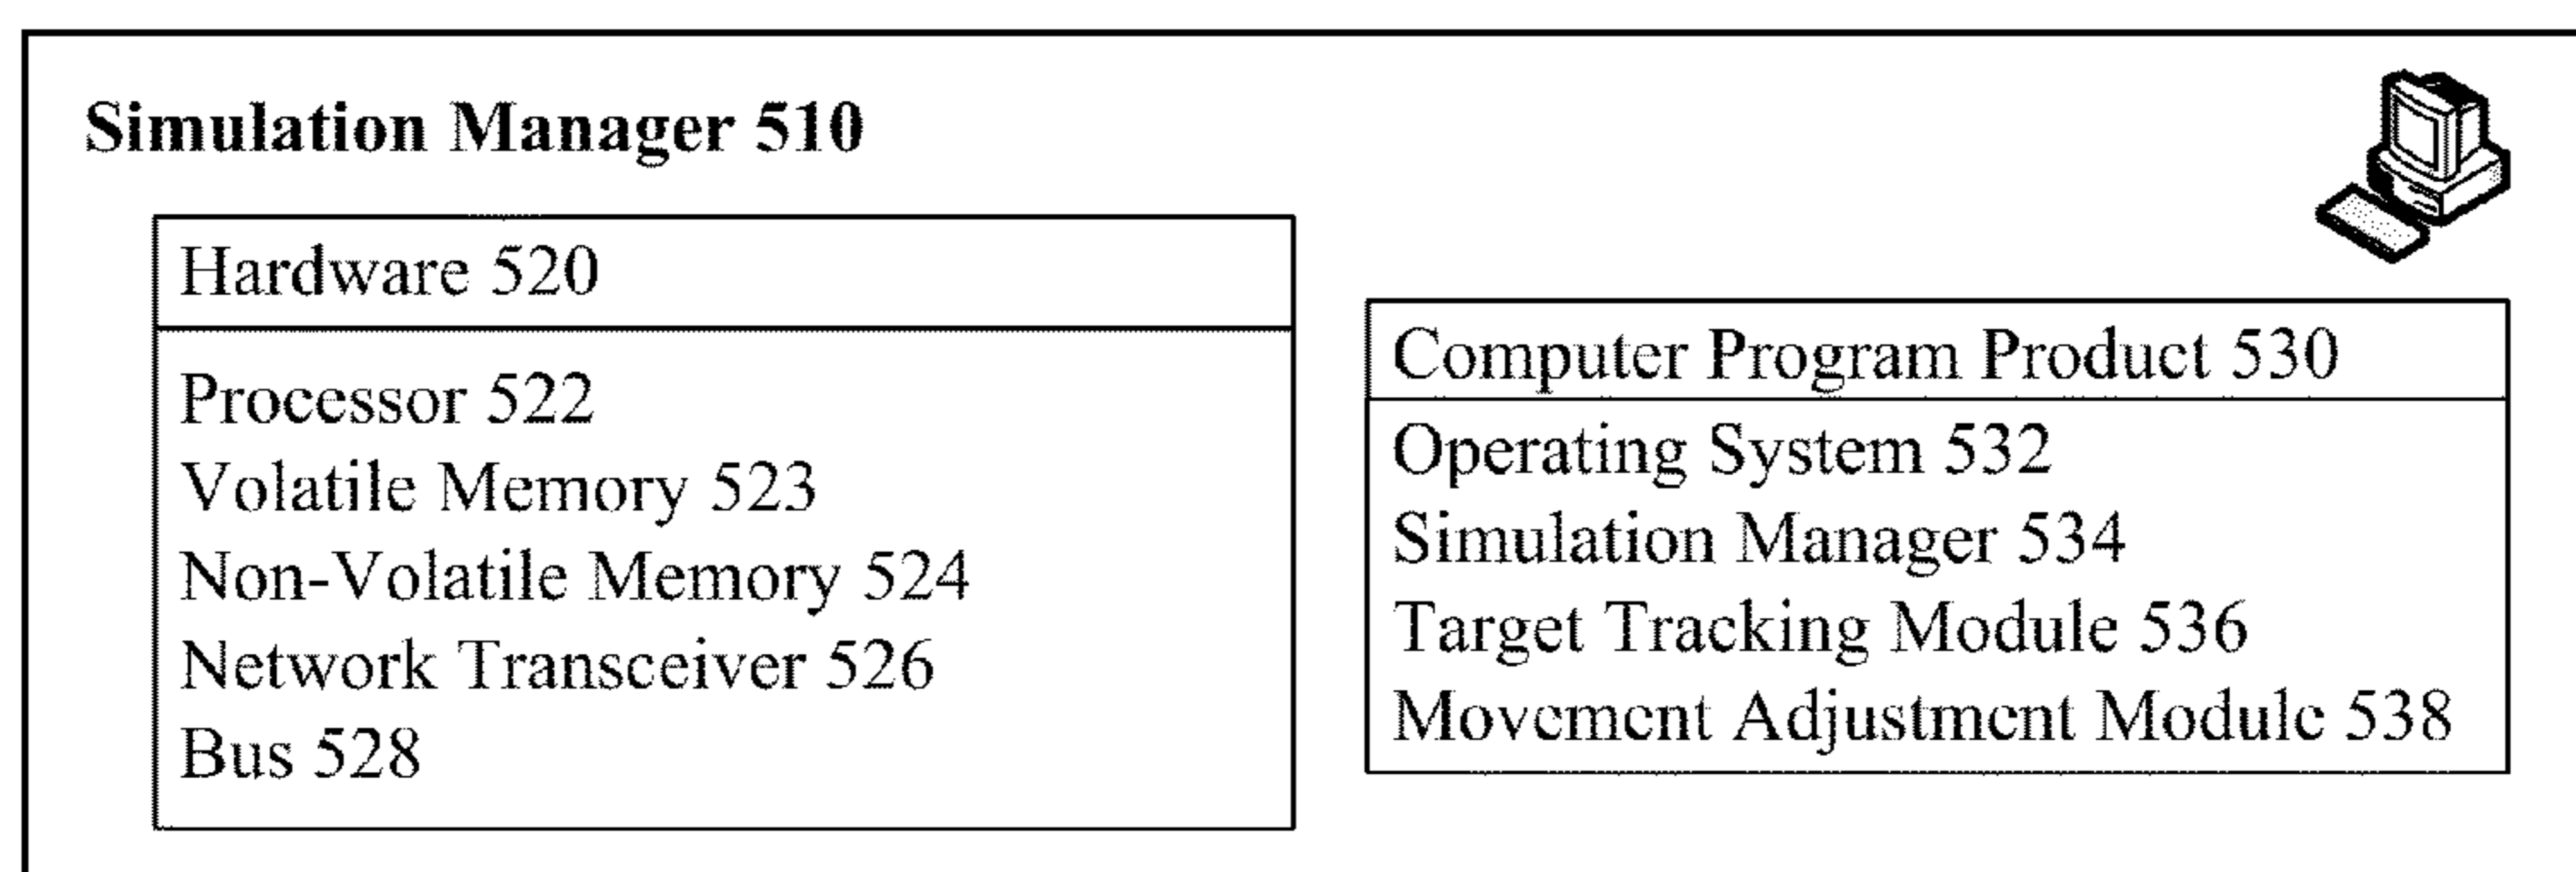 Simulation Manager 510
Hardware 520
Processor 522
Volatile Memory 523
Non-Volatile Memory 524
Network Transceiver 526
Bus 528
Computer Program Product 530
Operating System 532
Simulation Manager 534
Target Tracking Module 536
Movement Adjustment Module 538